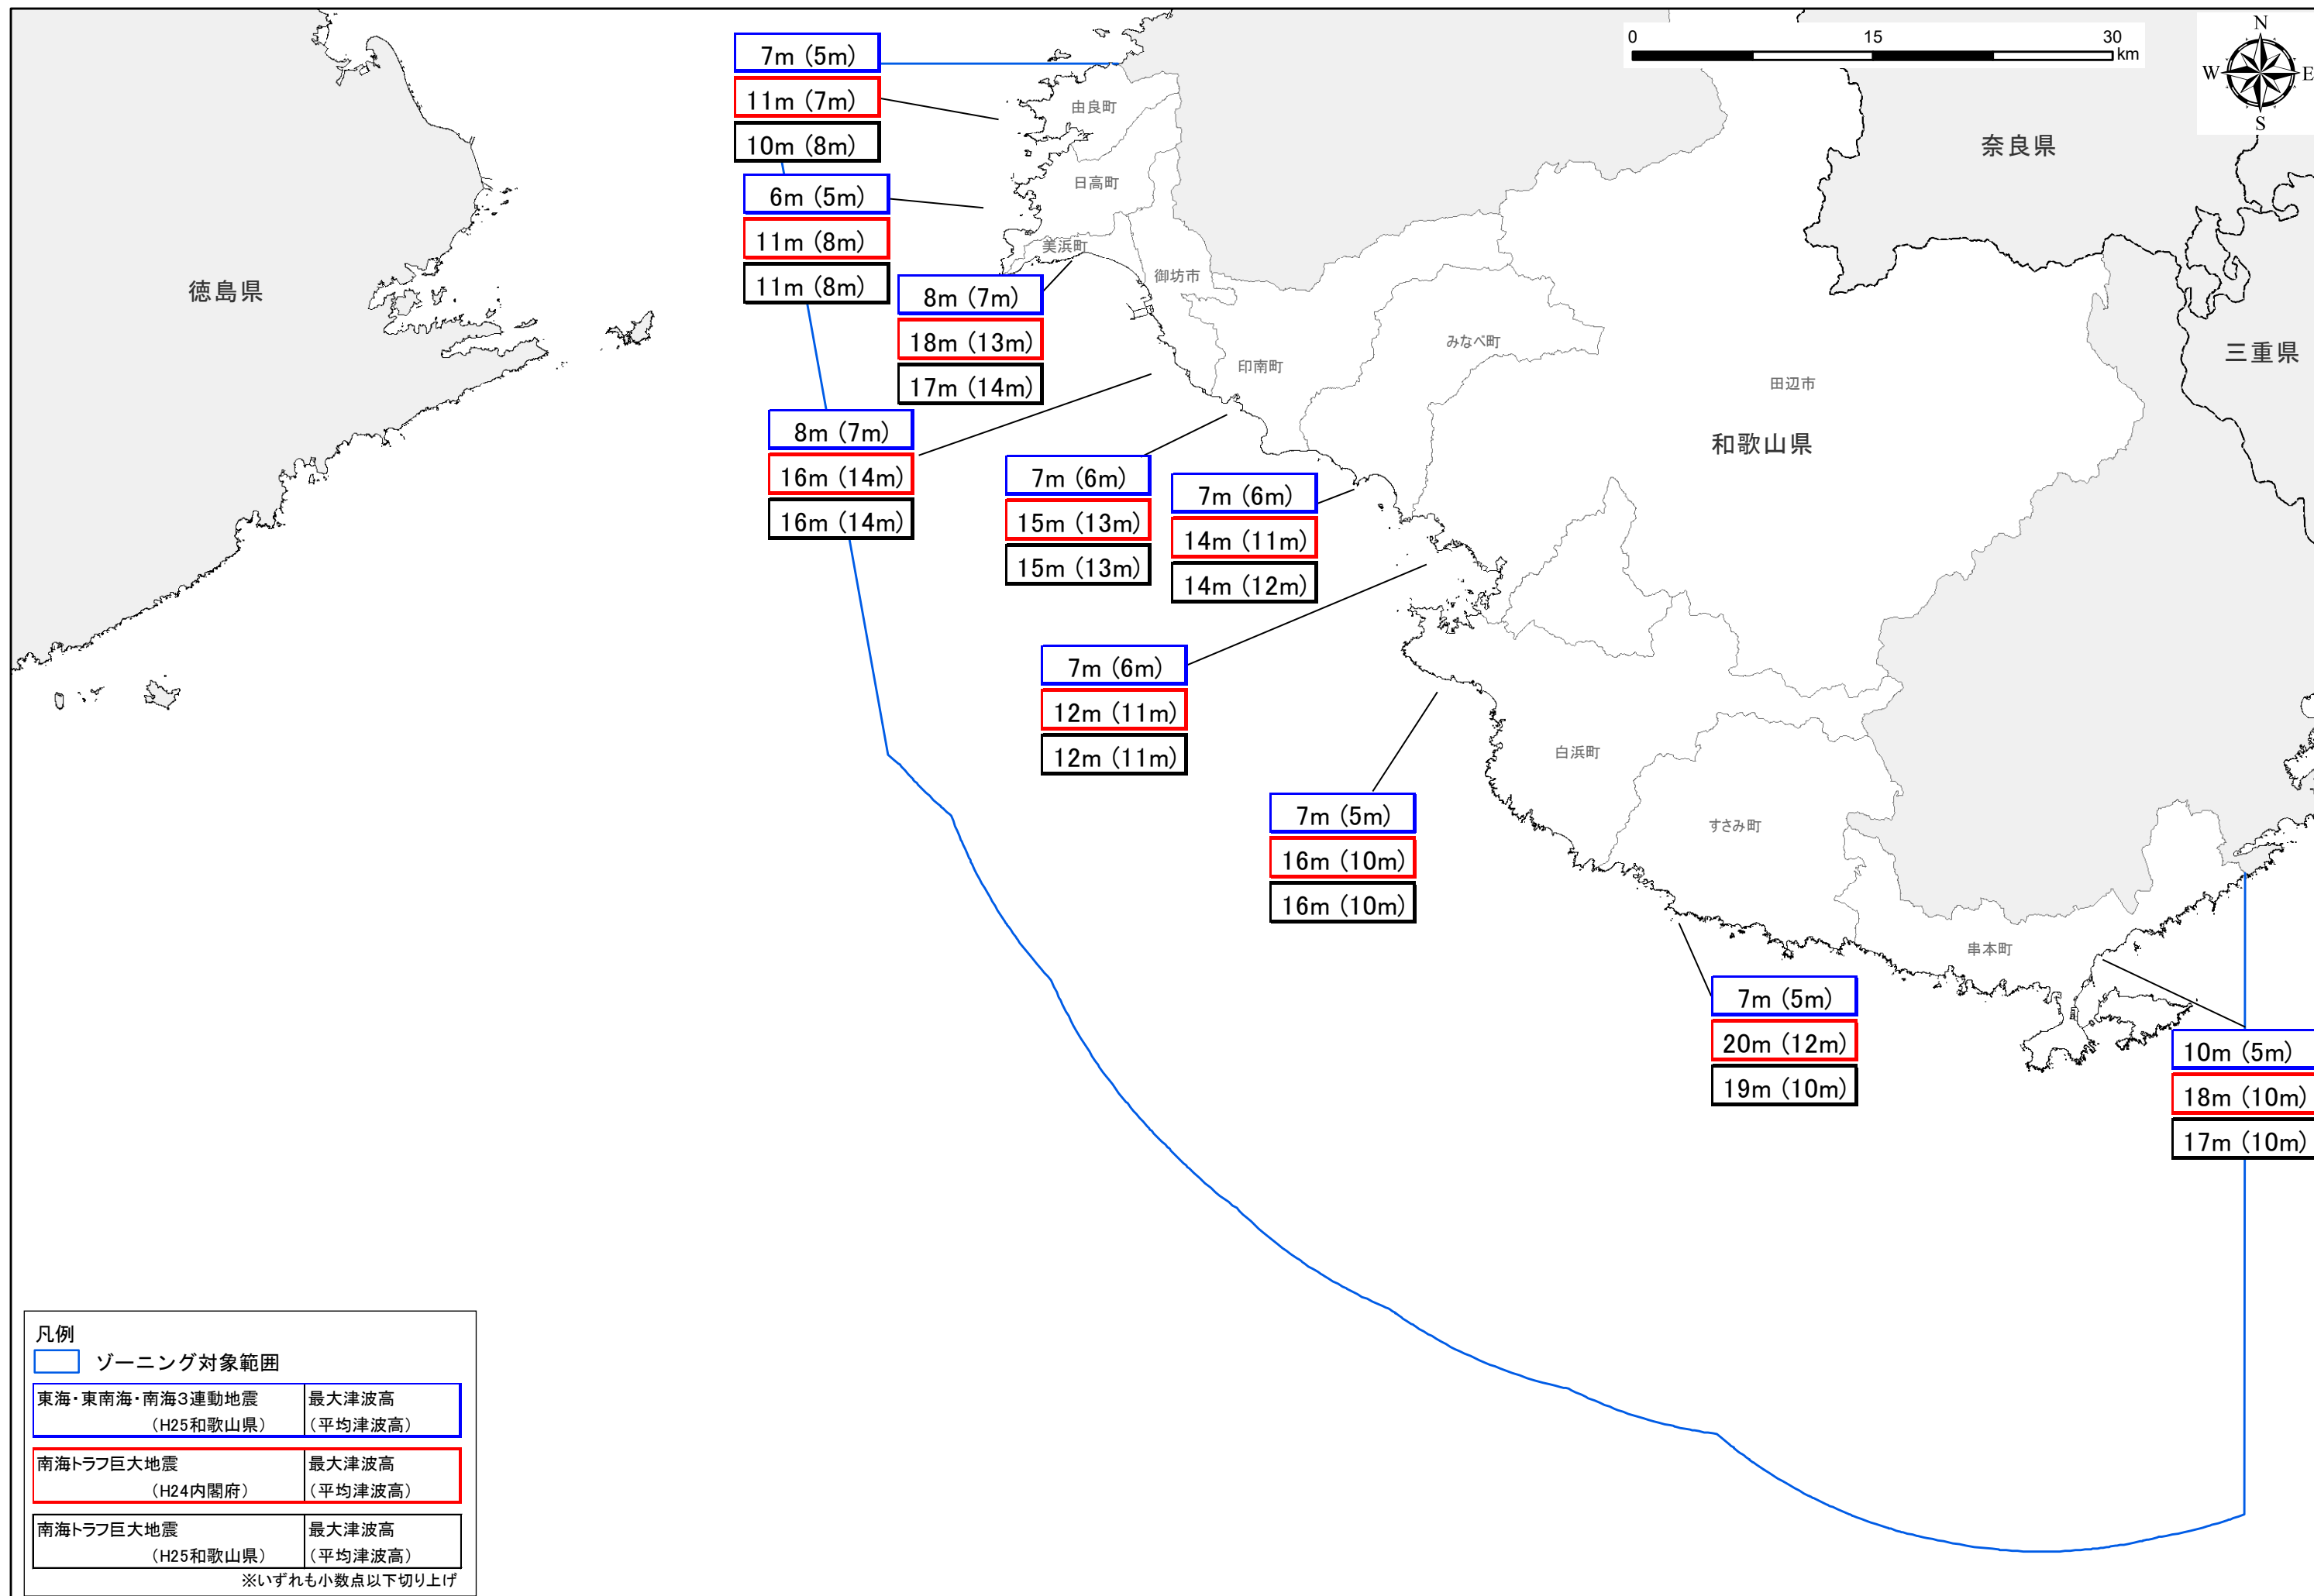 0 15 30
km
N
W E
S
奈良県
三重県
徳島県
和歌山県
由良町
日高町
美浜町
御坊市
印南町
みなべ町
田辺市
白浜町
すさみ町
串本町
7m (5m)
11m (7m)
10m (8m)
6m (5m)
11m (8m)
11m (8m)
8m (7m)
18m (13m)
17m (14m)
8m (7m)
16m (14m)
16m (14m)
7m (6m)
15m (13m)
15m (13m)
7m (6m)
14m (11m)
14m (12m)
7m (6m)
12m (11m)
12m (11m)
7m (5m)
16m (10m)
16m (10m)
7m (5m)
20m (12m)
19m (10m)
10m (5m)
18m (10m)
17m (10m)
凡例
ゾーニング対象範囲
東海・東南海・南海3連動地震 最大津波高
（H25和歌山県） （平均津波高）
南海トラフ巨大地震 最大津波高
（H24内閣府） （平均津波高）
南海トラフ巨大地震 最大津波高
（H25和歌山県） （平均津波高）
※いずれも小数点以下切り上げ